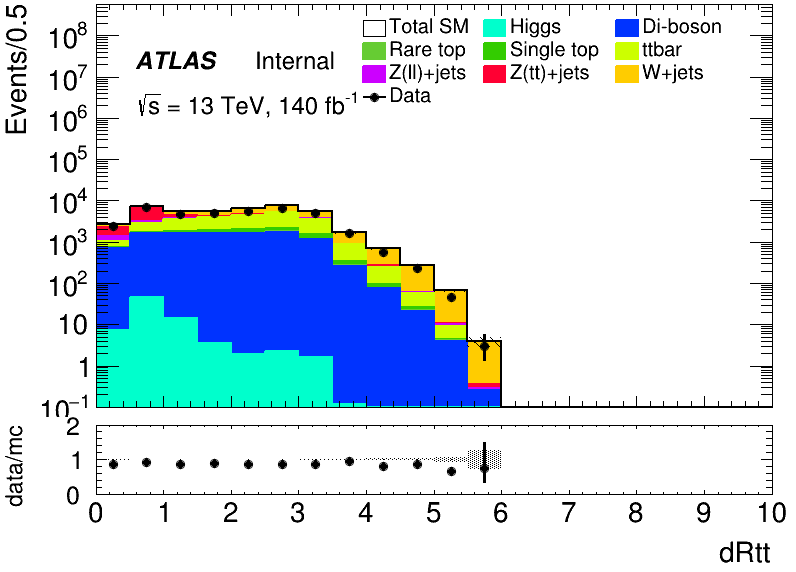 Events/0.5
10⁸
10⁷
10⁶
10⁵
10⁴
10³
10²
10
1
10⁻¹
ATLAS Internal
√s = 13 TeV, 140 fb⁻¹
Total SM Higgs Di-boson
Rare top Single top ttbar
Z(ll)+jets Z(tt)+jets W+jets
Data
data/mc
2
1
0
0 1 2 3 4 5 6 7 8 9 10
dRtt